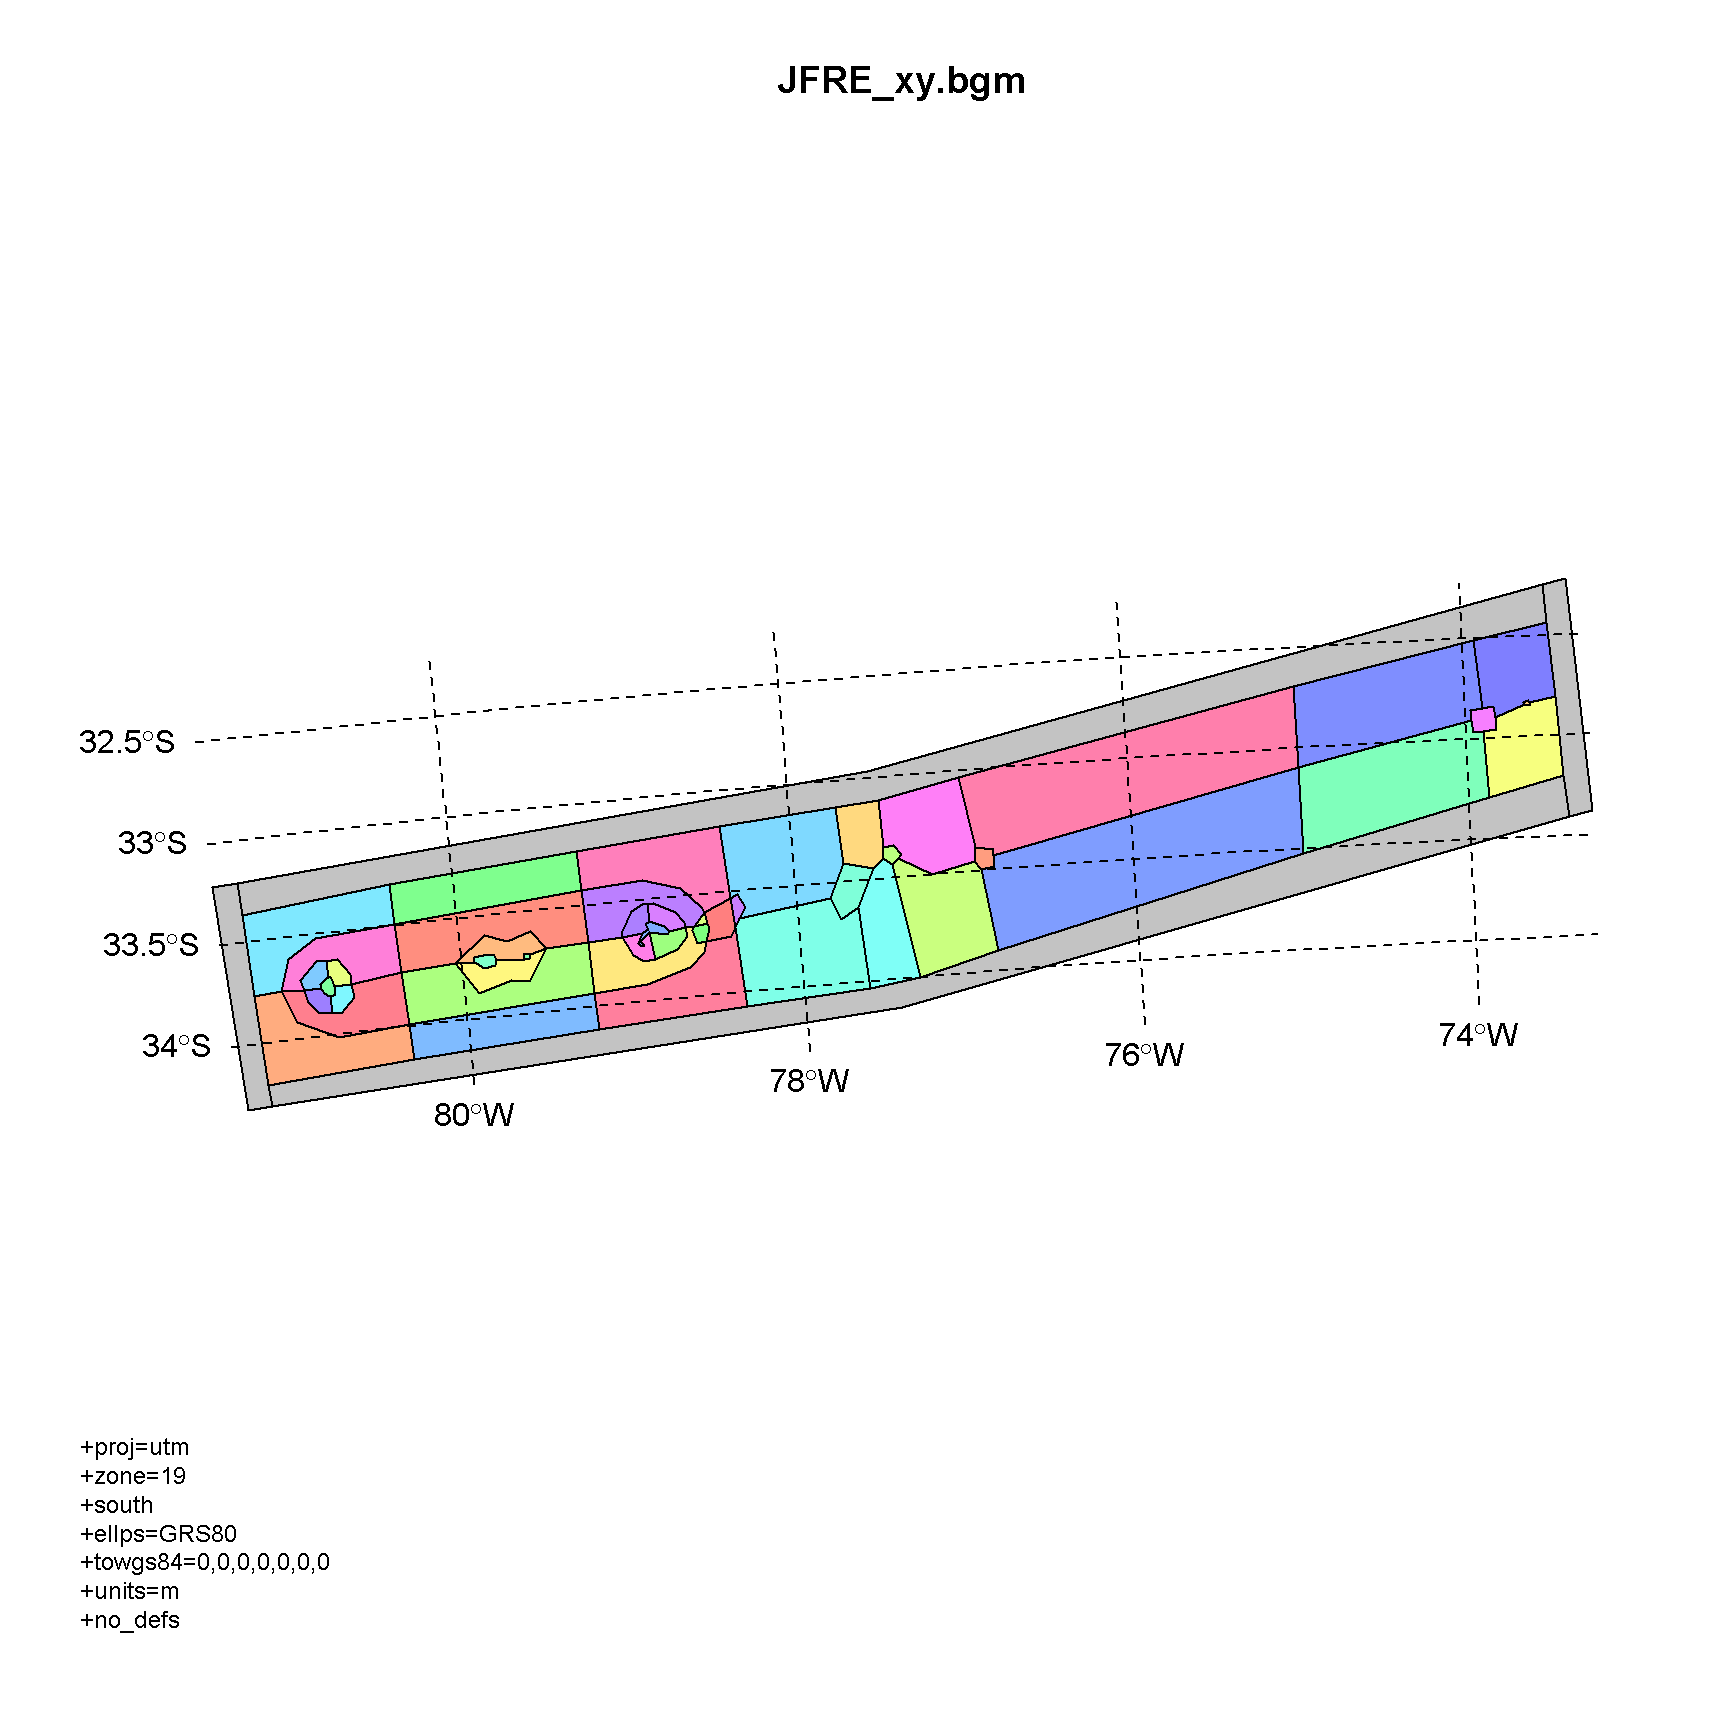 JFRE_xy.bgm
32.5°S
33°S
33.5°S
34°S
80°W
78°W
76°W
74°W
+proj=utm
+zone=19
+south
+ellps=GRS80
+towgs84=0,0,0,0,0,0,0
+units=m
+no_defs